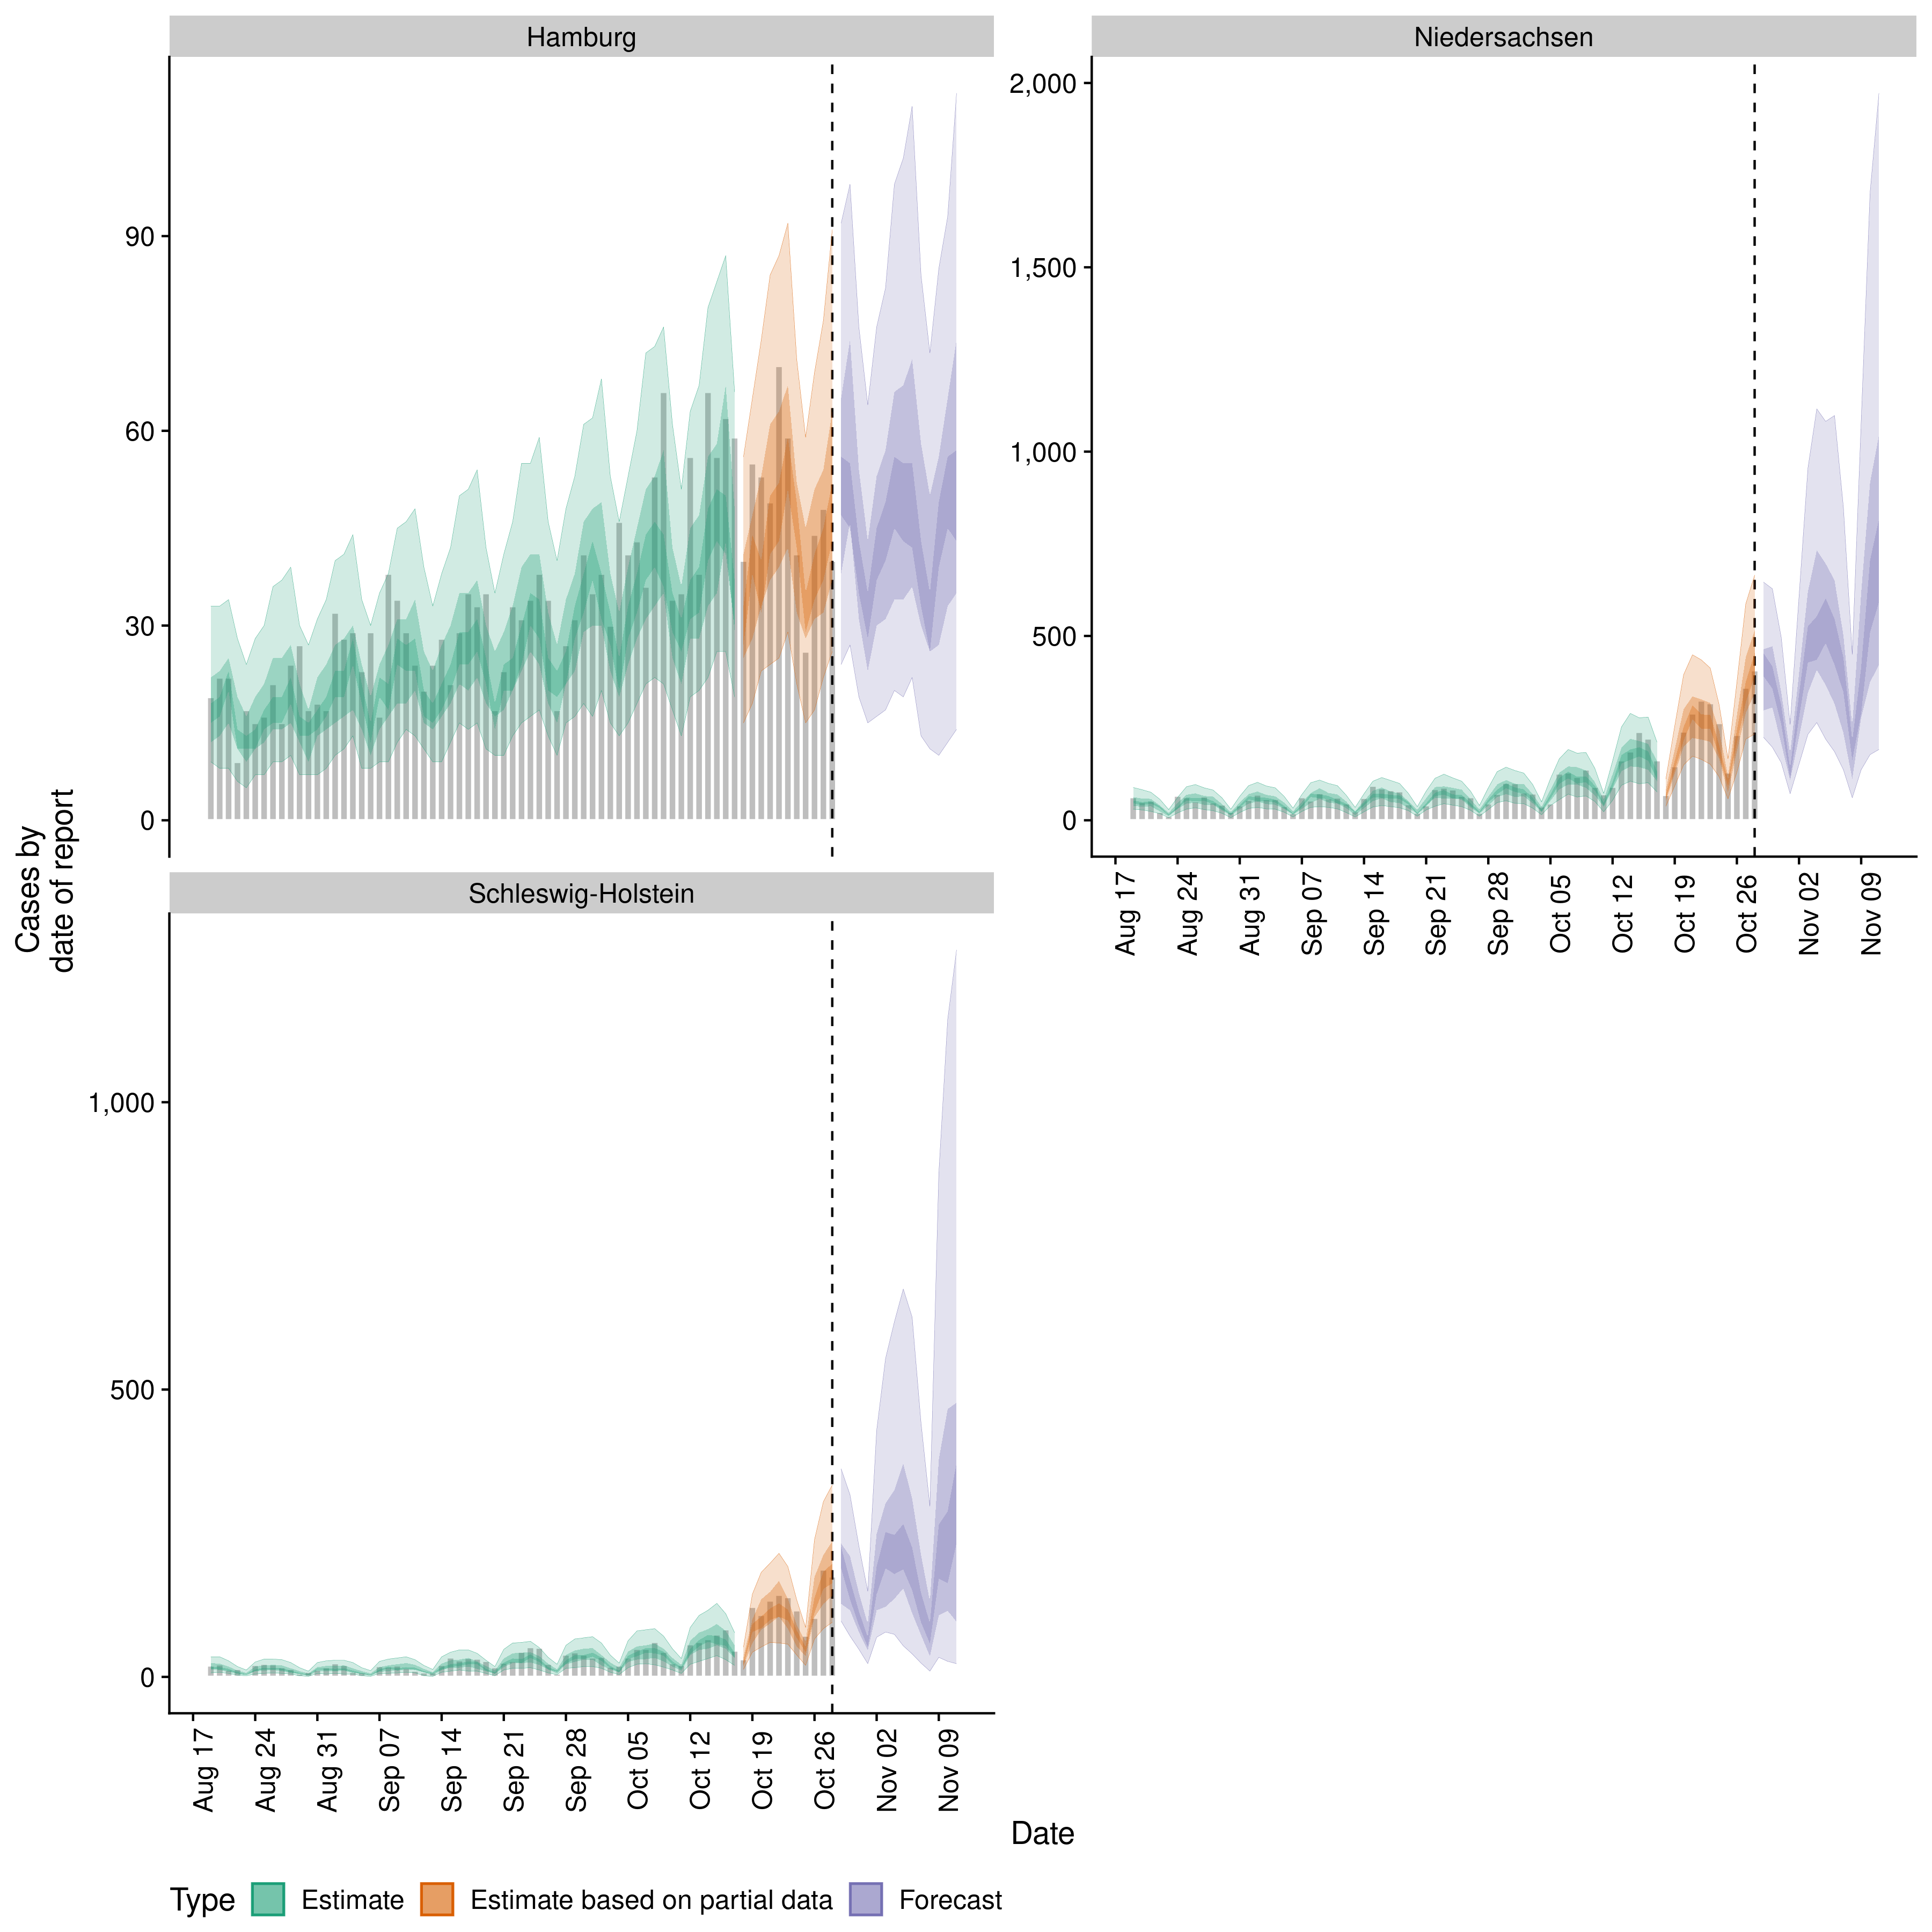 Hamburg
Niedersachsen
90
60
30
0
2,000
1,500
1,000
500
0
Aug 17
Aug 24
Aug 31
Sep 07
Sep 14
Sep 21
Sep 28
Oct 05
Oct 12
Oct 19
Oct 26
Nov 02
Nov 09
Cases by
date of report
Schleswig-Holstein
1,000
500
0
Aug 17
Aug 24
Aug 31
Sep 07
Sep 14
Sep 21
Sep 28
Oct 05
Oct 12
Oct 19
Oct 26
Nov 02
Nov 09
Date
Type Estimate Estimate based on partial data Forecast